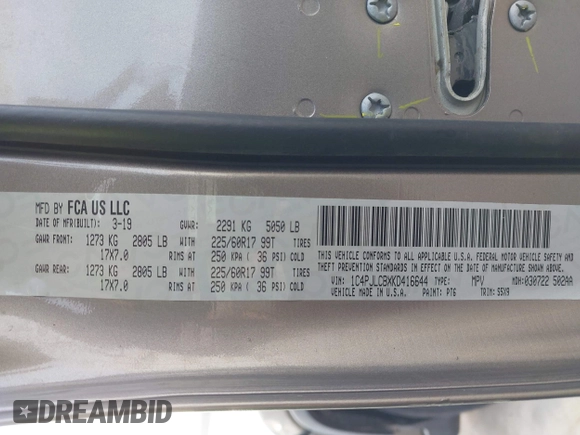 MFD BY FCA US LLC
DATE OF MFR(BUILT): 3-19 GVWR: 2291 KG 5050 LB
GAWR FRONT: 1273 KG 2805 LB WITH 225/60R17 99T TIRES
17X7.0 RIMS AT 250 KPA ( 36 PSI) COLD
GAWR REAR: 1273 KG 2805 LB WITH 225/60R17 99T TIRES
17X7.0 RIMS AT 250 KPA ( 36 PSI) COLD
THIS VEHICLE CONFORMS TO ALL APPLICABLE U.S.A. FEDERAL MOTOR VEHICLE SAFETY AND
THEFT PREVENTION STANDARDS IN EFFECT ON THE DATE OF MANUFACTURE SHOWN ABOVE.
VIN: 1C4PJLCBXKD416644 TYPE: MPV MDH: 030722 502AA
VEHICLE MADE IN U.S.A. PAINT: PT6 TRIM: S5X9
DREAMBID